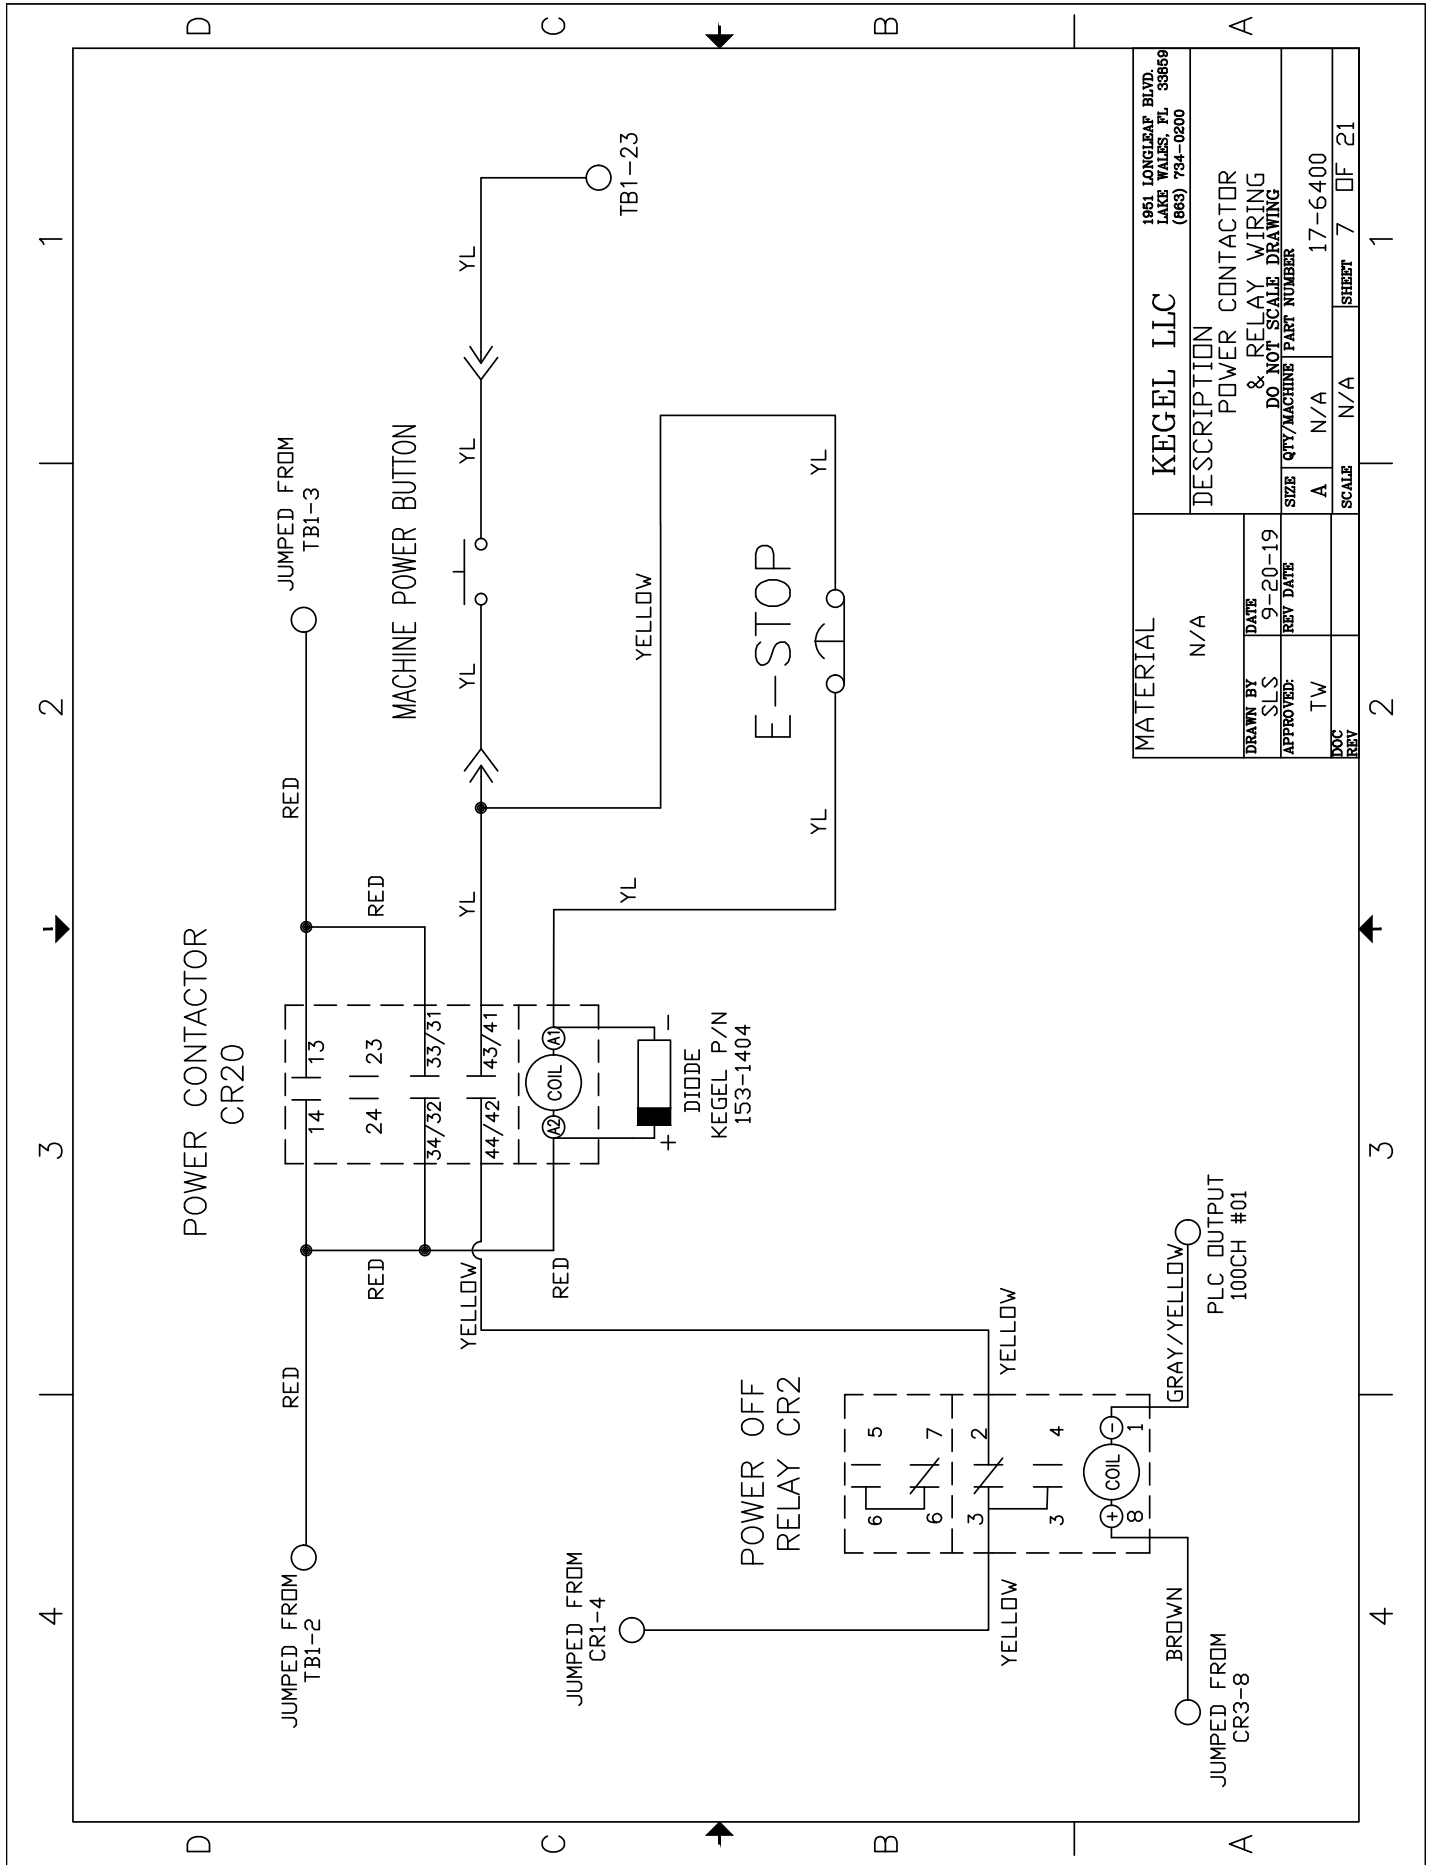 D
C
B
A
1
2
3
4
POWER CONTACTOR
CR20
JUMPED FROM
TB1-2
RED
RED
14
13
24
23
34/32
33/31
44/42
43/41
RED
RED
JUMPED FROM
TB1-3
YELLOW
YL
YL
MACHINE POWER BUTTON
YL
YL
TB1-23
RED
A2
COIL
A1
YL
+
-
DIODE
KEGEL P/N
153-1404
YELLOW
E-STOP
YL
YL
JUMPED FROM
CR1-4
YELLOW
YELLOW
POWER OFF
RELAY CR2
6
5
6
7
3
2
3
4
+
COIL
-
8
1
BROWN
JUMPED FROM
CR3-8
GRAY/YELLOW
PLC OUTPUT
100CH #01
MATERIAL
N/A
DRAWN BY
SLS
DATE
9-20-19
APPROVED:
TW
REV DATE
DOC
REV
KEGEL LLC
1951 LONGLEAF BLVD.
LAKE WALES, FL 33859
(863) 734-0200
DESCRIPTION
POWER CONTACTOR
& RELAY WIRING
DO NOT SCALE DRAWING
SIZE
A
QTY/MACHINE
N/A
PART NUMBER
17-6400
SCALE
N/A
SHEET
7 OF 21
D
C
B
A
1
2
3
4